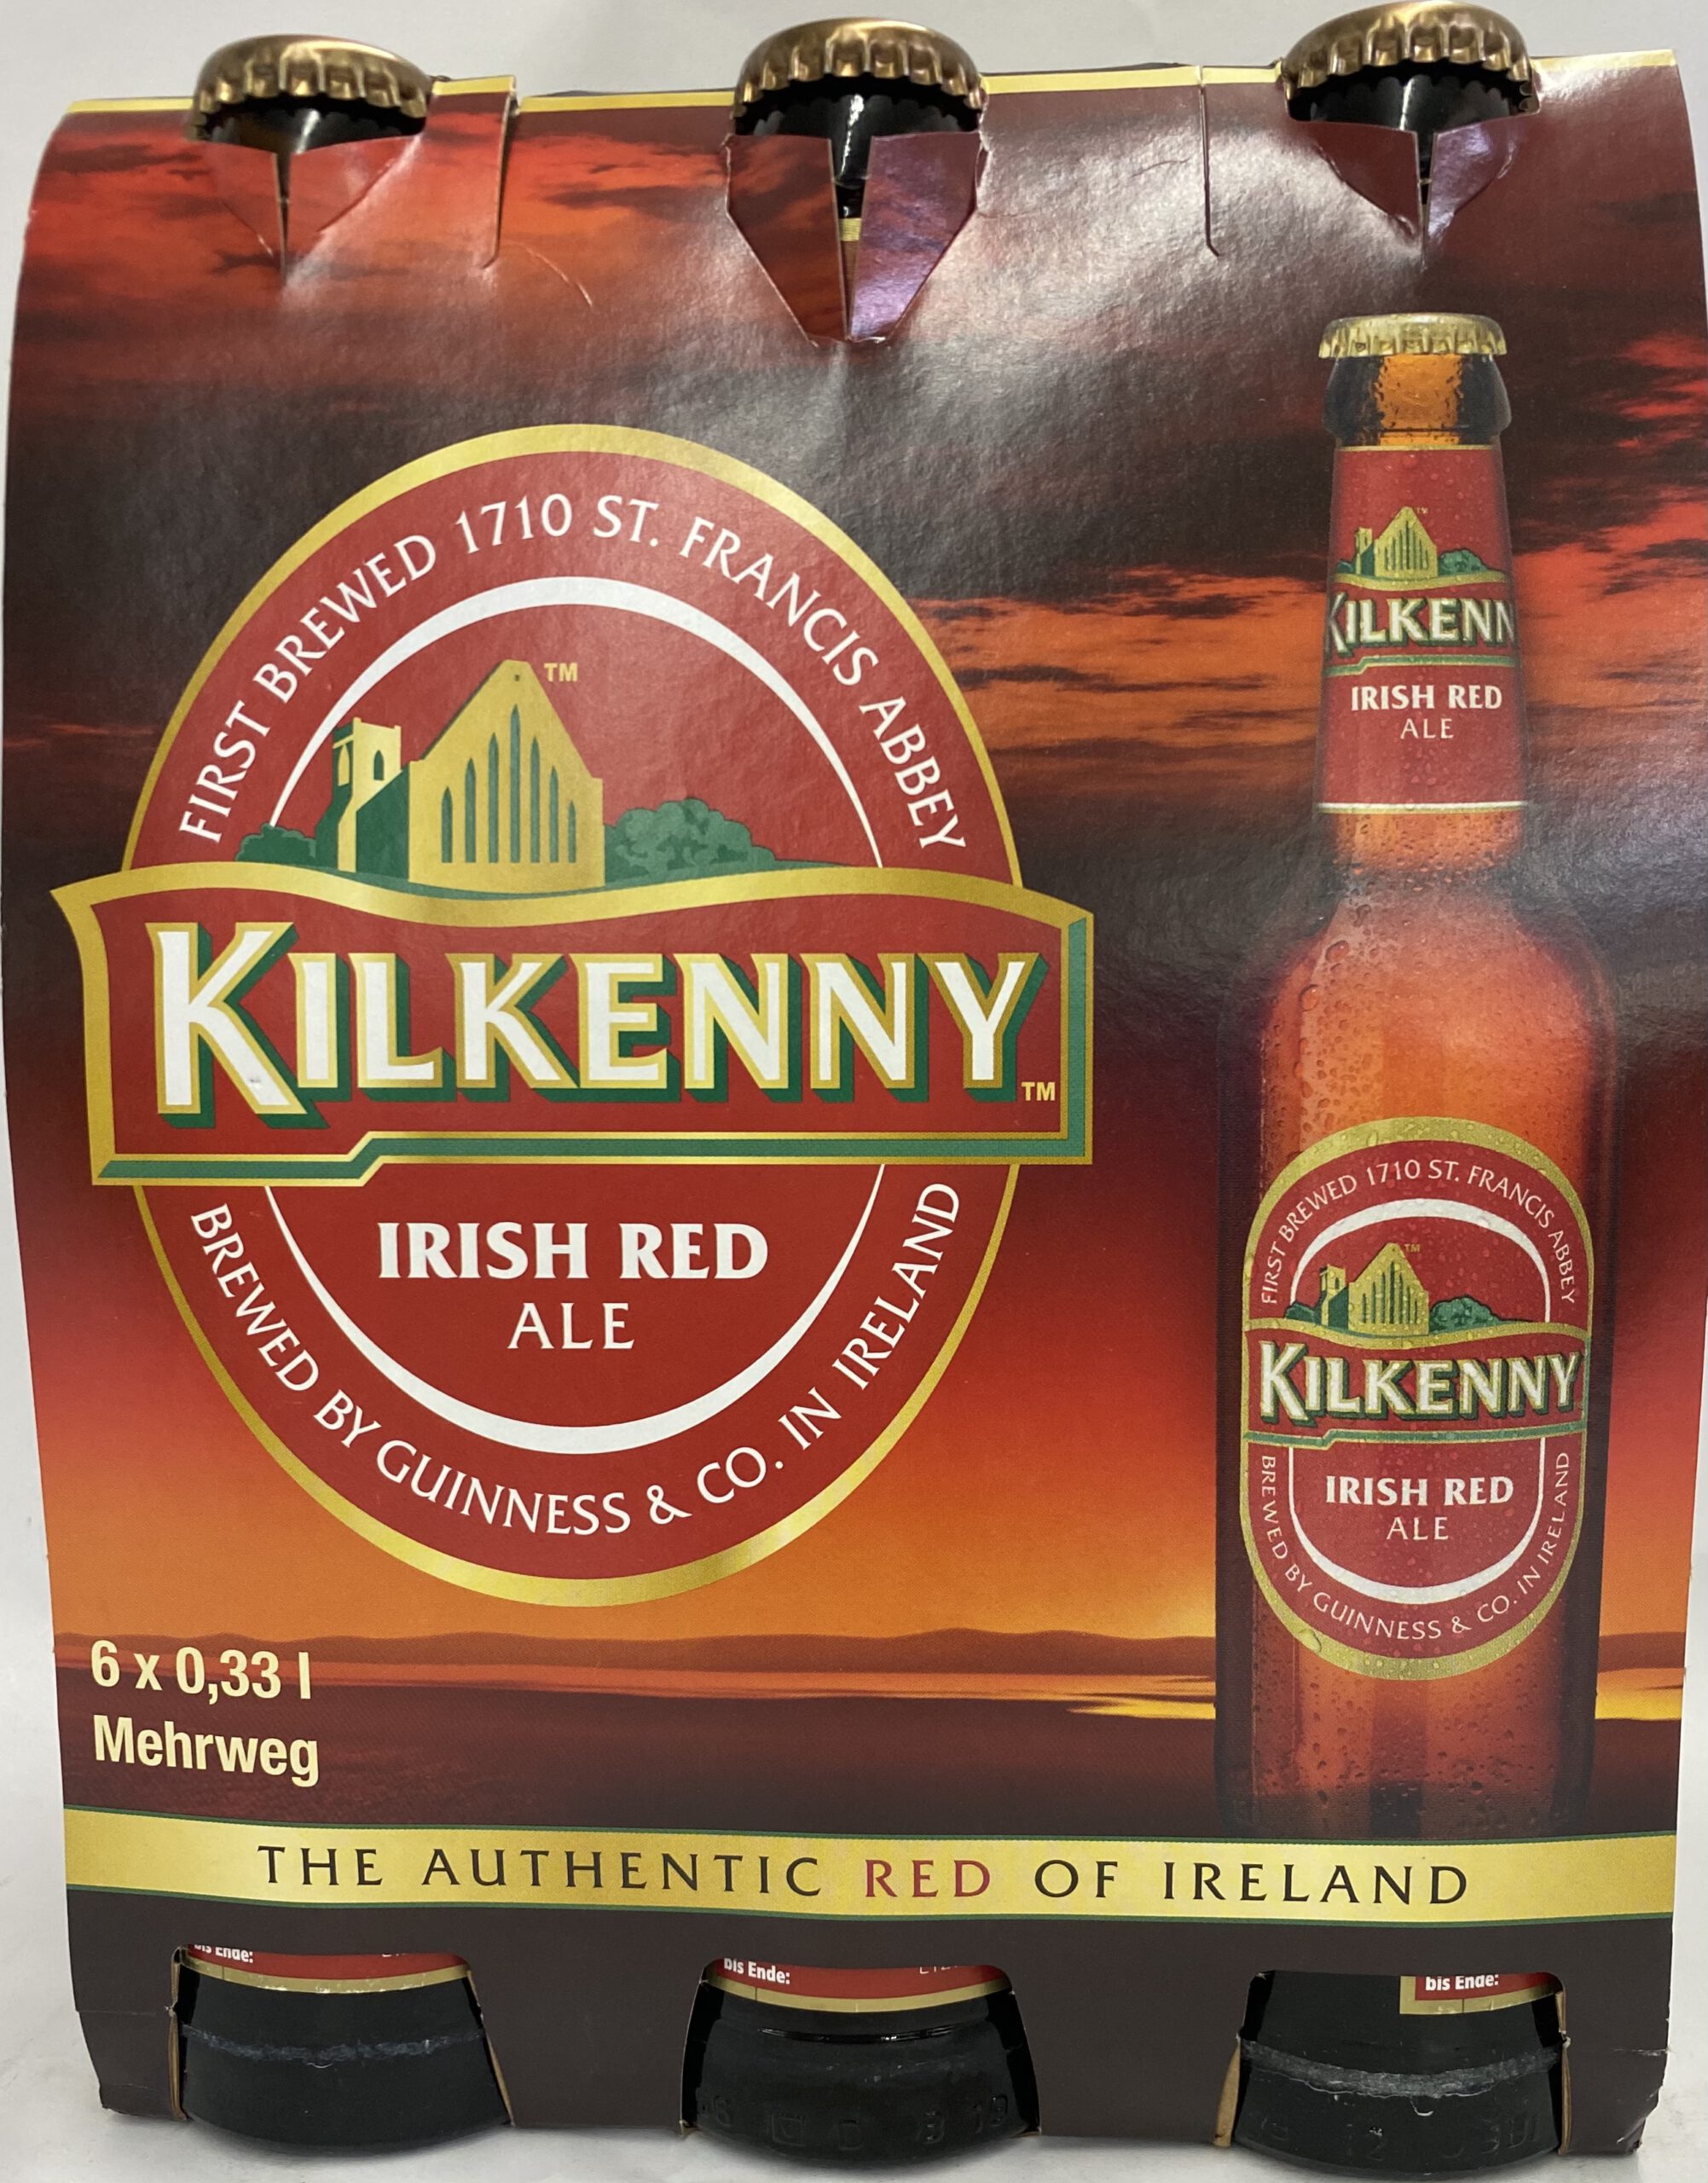 FIRST BREWED 1710 ST. FRANCIS ABBEY
TM
KILKENNY
TM
IRISH RED
ALE
BREWED BY GUINNESS & CO. IN IRELAND
TM
KILKENN
IRISH RED
ALE
FIRST BREWED 1710 ST. FRANCIS ABBEY
TM
KILKENNY
IRISH RED
ALE
BREWED BY GUINNESS & CO. IN IRELAND
6 x 0,33 l
Mehrweg
THE AUTHENTIC RED OF IRELAND
bis Ende:
bis Ende:
bis Ende: